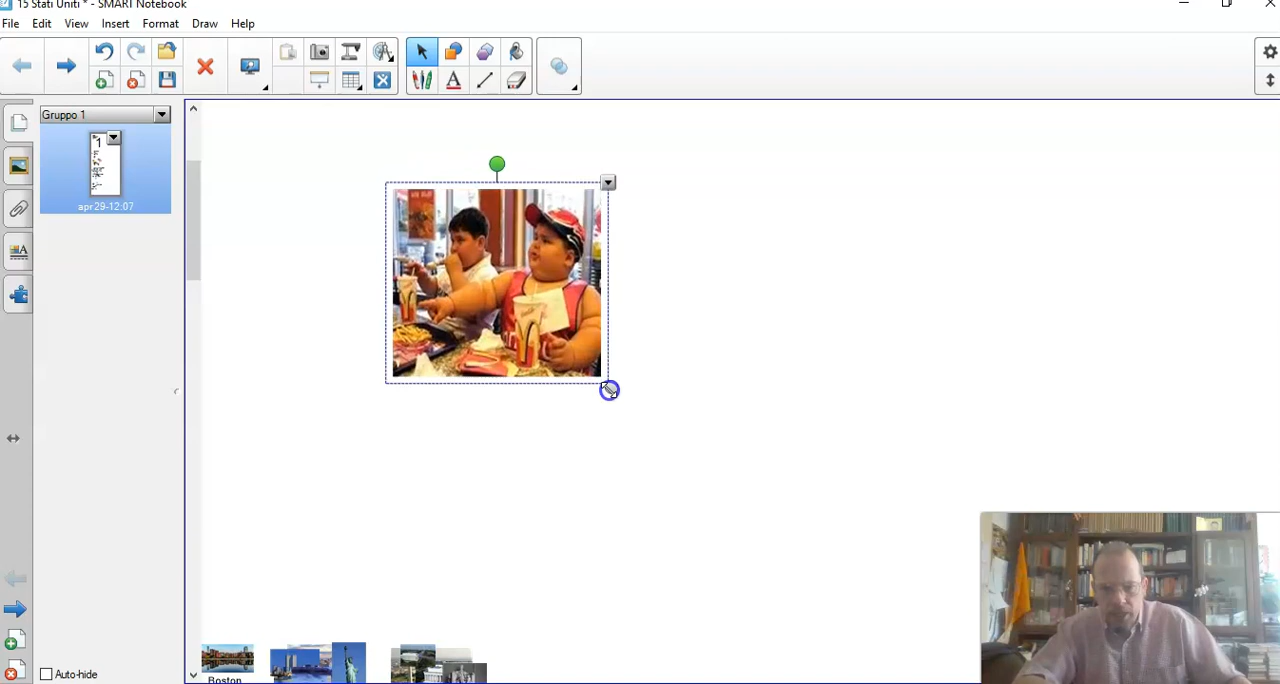 15 Stati Uniti * - SMART Notebook
File Edit View Insert Format Draw Help
Gruppo 1
1
apr29-12:07
Auto-hide
Boston